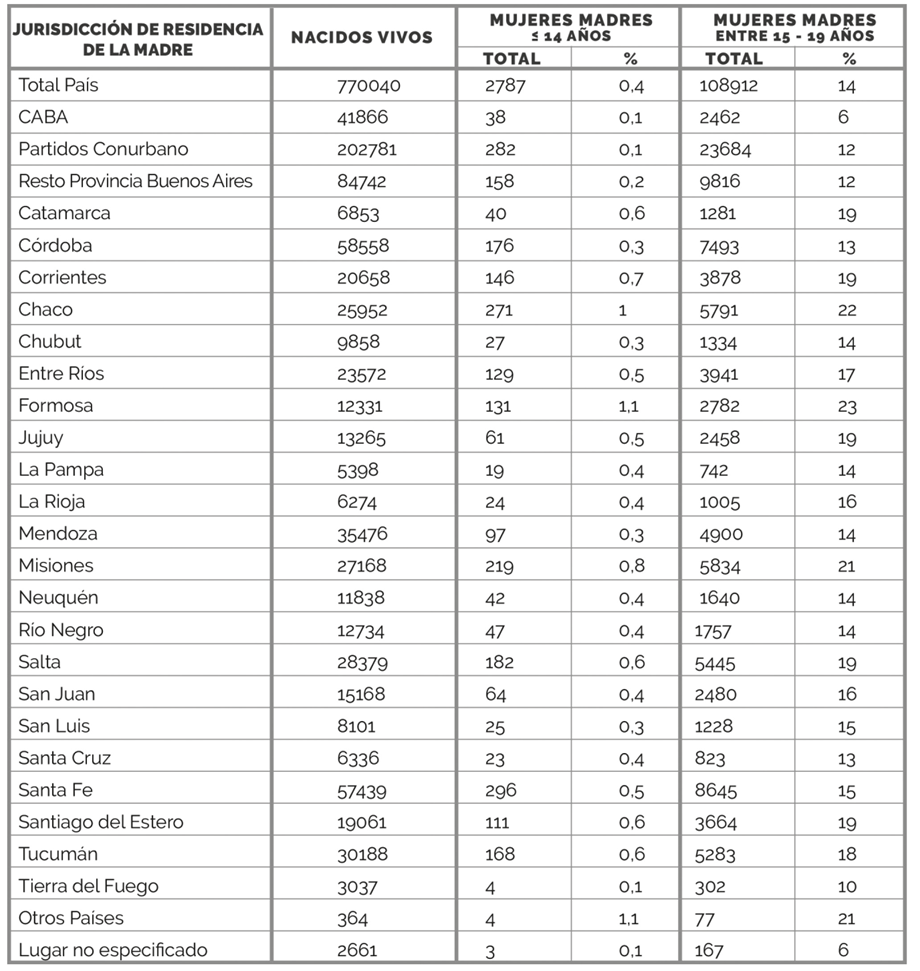 JURISDICCIÓN DE RESIDENCIA DE LA MADRE | NACIDOS VIVOS | MUJERES MADRES ≤ 14 AÑOS | MUJERES MADRES ENTRE 15 - 19 AÑOS
TOTAL | % | TOTAL | %
Total País | 770040 | 2787 | 0,4 | 108912 | 14
CABA | 41866 | 38 | 0,1 | 2462 | 6
Partidos Conurbano | 202781 | 282 | 0,1 | 23684 | 12
Resto Provincia Buenos Aires | 84742 | 158 | 0,2 | 9816 | 12
Catamarca | 6853 | 40 | 0,6 | 1281 | 19
Córdoba | 58558 | 176 | 0,3 | 7493 | 13
Corrientes | 20658 | 146 | 0,7 | 3878 | 19
Chaco | 25952 | 271 | 1 | 5791 | 22
Chubut | 9858 | 27 | 0,3 | 1334 | 14
Entre Ríos | 23572 | 129 | 0,5 | 3941 | 17
Formosa | 12331 | 131 | 1,1 | 2782 | 23
Jujuy | 13265 | 61 | 0,5 | 2458 | 19
La Pampa | 5398 | 19 | 0,4 | 742 | 14
La Rioja | 6274 | 24 | 0,4 | 1005 | 16
Mendoza | 35476 | 97 | 0,3 | 4900 | 14
Misiones | 27168 | 219 | 0,8 | 5834 | 21
Neuquén | 11838 | 42 | 0,4 | 1640 | 14
Río Negro | 12734 | 47 | 0,4 | 1757 | 14
Salta | 28379 | 182 | 0,6 | 5445 | 19
San Juan | 15168 | 64 | 0,4 | 2480 | 16
San Luis | 8101 | 25 | 0,3 | 1228 | 15
Santa Cruz | 6336 | 23 | 0,4 | 823 | 13
Santa Fe | 57439 | 296 | 0,5 | 8645 | 15
Santiago del Estero | 19061 | 111 | 0,6 | 3664 | 19
Tucumán | 30188 | 168 | 0,6 | 5283 | 18
Tierra del Fuego | 3037 | 4 | 0,1 | 302 | 10
Otros Países | 364 | 4 | 1,1 | 77 | 21
Lugar no especificado | 2661 | 3 | 0,1 | 167 | 6